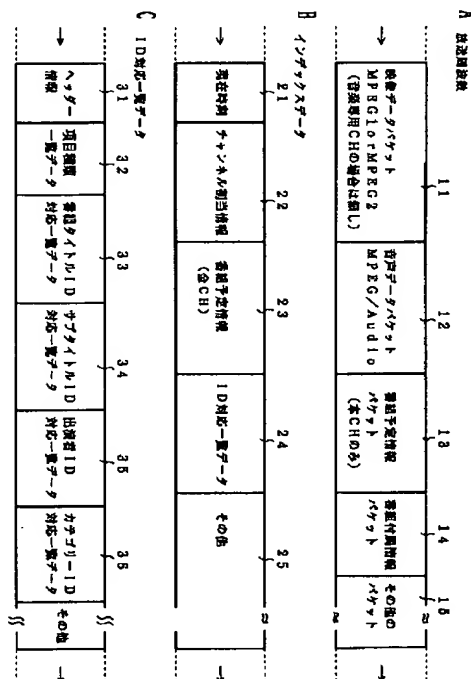 A 放送周波数
11
映像データパケット
MPEG1orMPEG2
(音楽専用CHの場合は無し)
12
音声データパケット
MPEG/Audio
13
番組予定情報
パケット
(本CHのみ)
14
番組付属情報
パケット
15
その他の
パケット
B インデックスデータ
21
現在時刻
22
チャンネル割当情報
23
番組予定情報
(全CH)
24
ID対応一覧データ
25
その他
C ID対応一覧データ
31
ヘッダー
情報
32
項目種類
一覧データ
33
番組タイトルID
対応一覧データ
34
サブタイトルID
対応一覧データ
35
出演者ID
対応一覧データ
36
カテゴリーID
対応一覧データ
その他